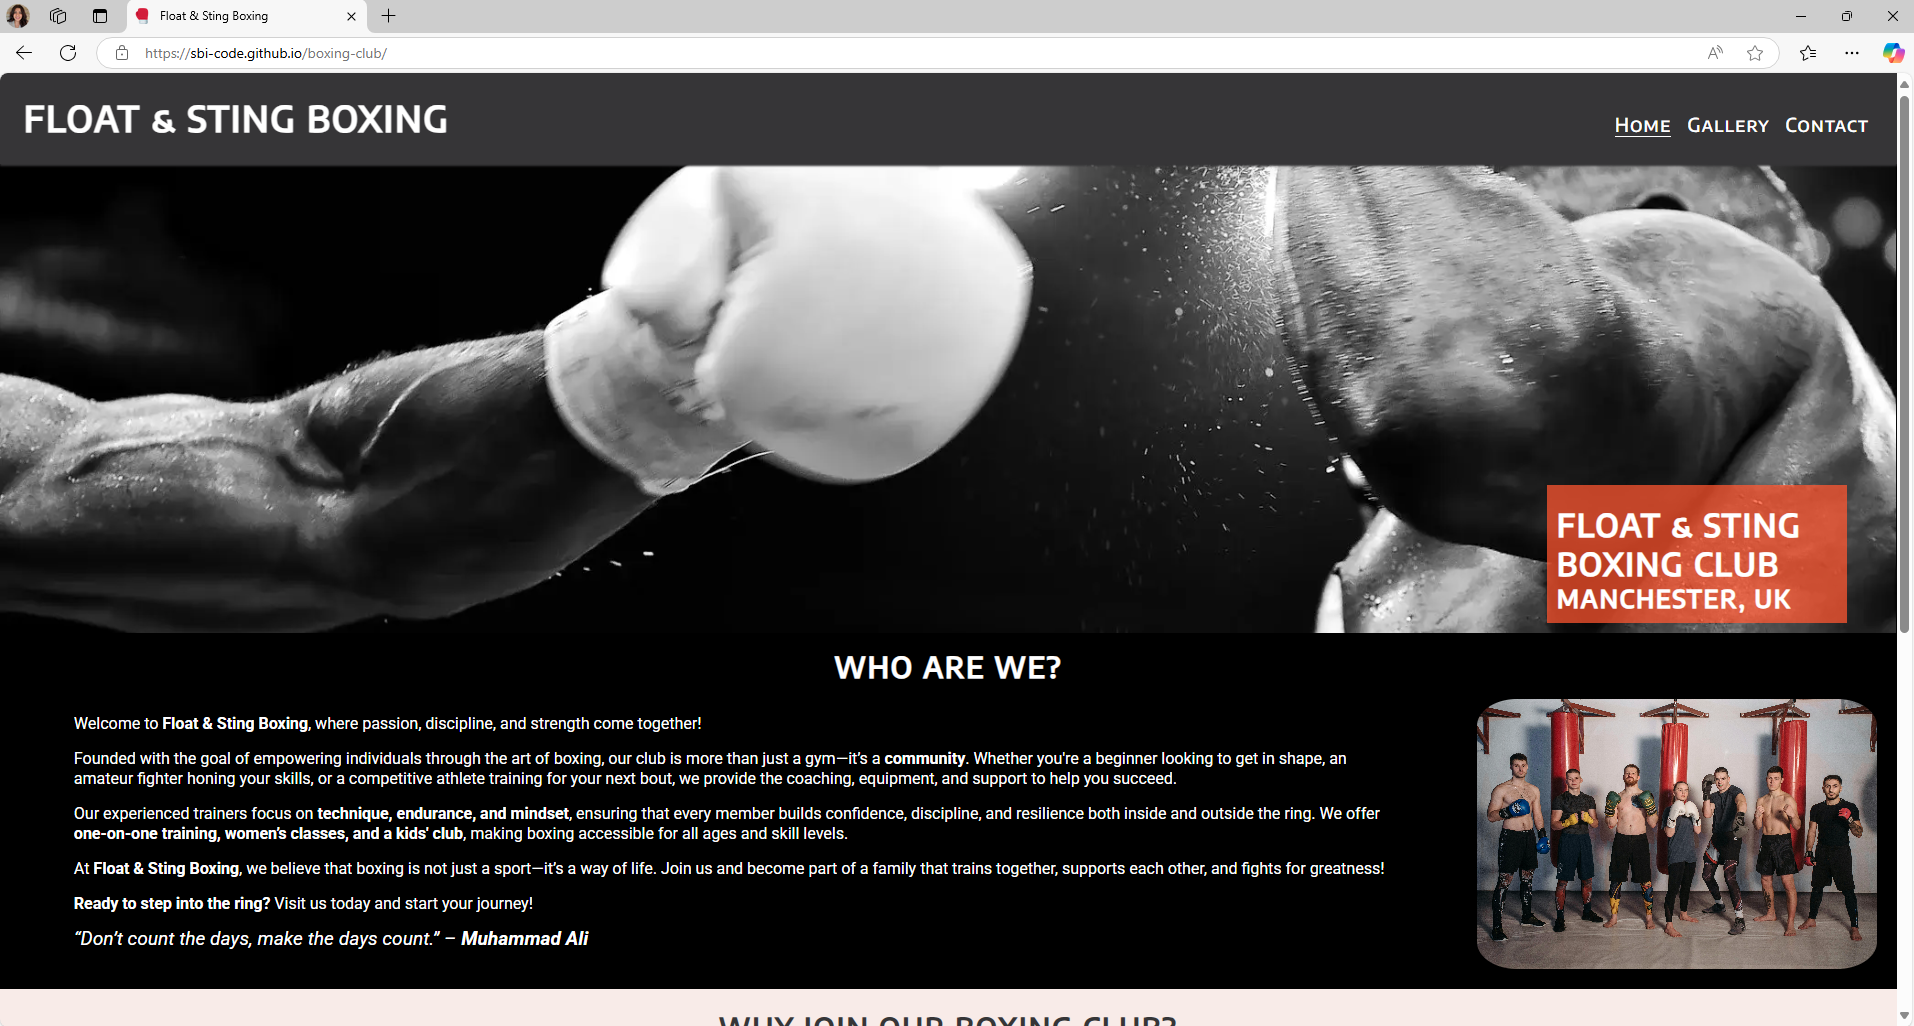 Float & Sting Boxing
https://sbi-code.github.io/boxing-club/
FLOAT & STING BOXING
HOME GALLERY CONTACT
FLOAT & STING
BOXING CLUB
MANCHESTER, UK
WHO ARE WE?
Welcome to Float & Sting Boxing, where passion, discipline, and strength come together!
Founded with the goal of empowering individuals through the art of boxing, our club is more than just a gym—it’s a community. Whether you're a beginner looking to get in shape, an
amateur fighter honing your skills, or a competitive athlete training for your next bout, we provide the coaching, equipment, and support to help you succeed.
Our experienced trainers focus on technique, endurance, and mindset, ensuring that every member builds confidence, discipline, and resilience both inside and outside the ring. We offer
one-on-one training, women’s classes, and a kids' club, making boxing accessible for all ages and skill levels.
At Float & Sting Boxing, we believe that boxing is not just a sport—it’s a way of life. Join us and become part of a family that trains together, supports each other, and fights for greatness!
Ready to step into the ring? Visit us today and start your journey!
“Don’t count the days, make the days count.” – Muhammad Ali
WHY JOIN OUR BOXING CLUB?